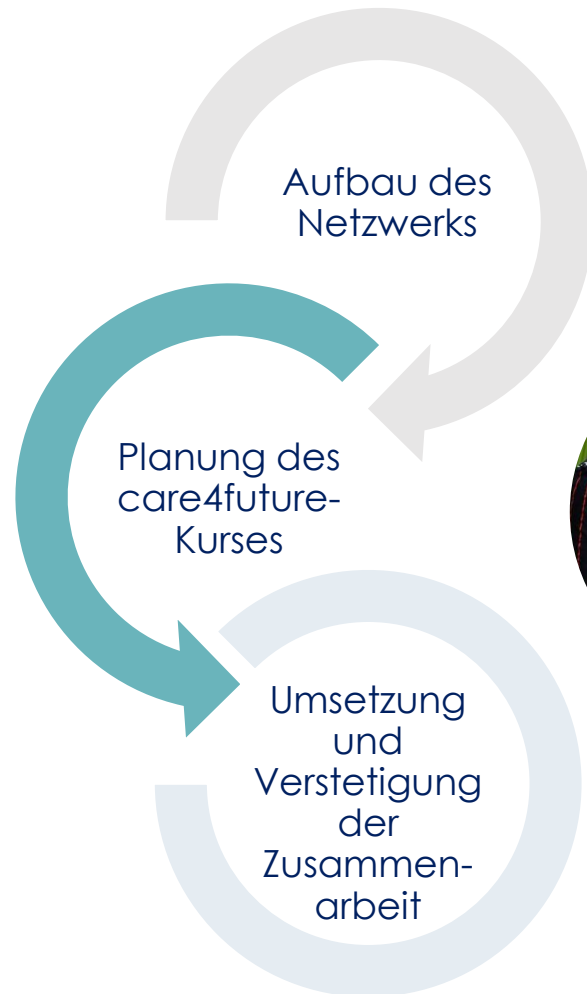 Aufbau des
Netzwerks
Planung des
care4future-
Kurses
Umsetzung
und
Verstetigung
der
Zusammen-
arbeit